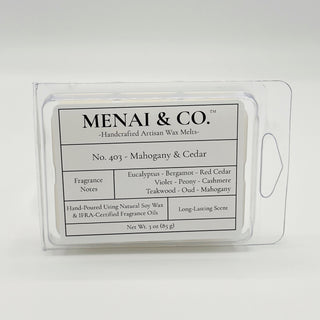 MENAI & CO.™
-Handcrafted Artisan Wax Melts-
No. 403 - Mahogany & Cedar
Fragrance
Notes
Eucalyptus - Bergamot - Red Cedar
Violet - Peony - Cashmere
Teakwood - Oud - Mahogany
Hand-Poured Using Natural Soy Wax
& IFRA-Certified Fragrance Oils
Long-Lasting Scent
Net Wt. 3 oz (85 g)